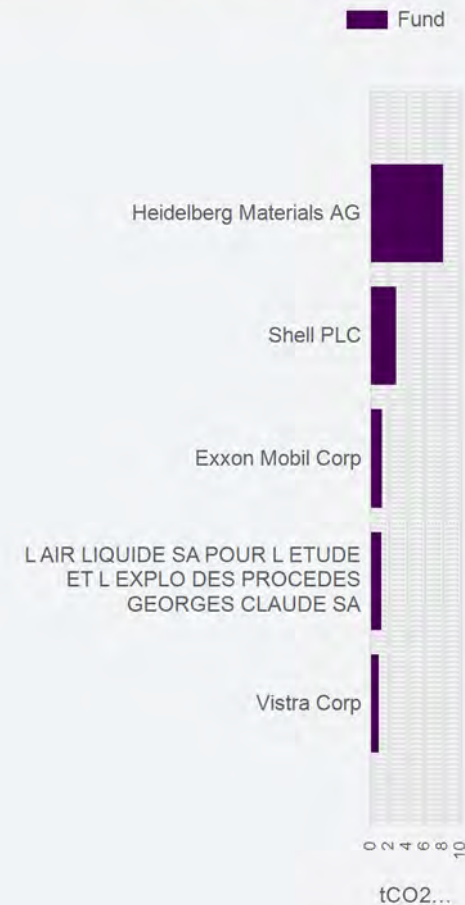 Fund
Heidelberg Materials AG
Shell PLC
Exxon Mobil Corp
L AIR LIQUIDE SA POUR L ETUDE
ET L EXPLO DES PROCEDES
GEORGES CLAUDE SA
Vistra Corp
0 2 4 6 8 10
tCO2...